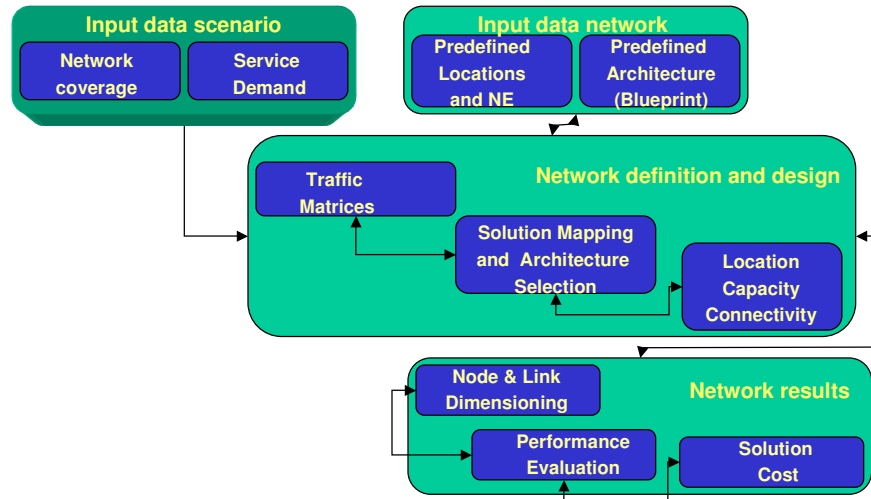 Input data scenario
Network
coverage
Service
Demand
Input data network
Predefined
Locations
and NE
Predefined
Architecture
(Blueprint)
Network definition and design
Traffic
Matrices
Solution Mapping
and Architecture
Selection
Location
Capacity
Connectivity
Network results
Node & Link
Dimensioning
Performance
Evaluation
Solution
Cost